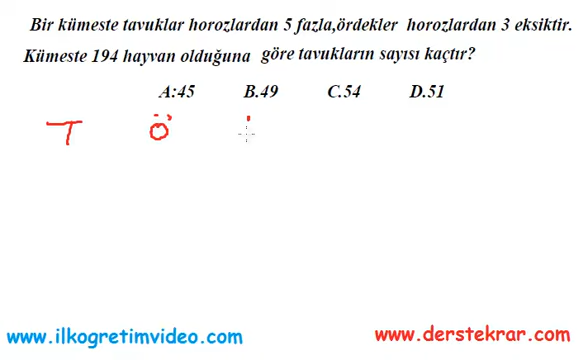 Bir kümeste tavuklar horozlardan 5 fazla,ördekler horozlardan 3 eksiktir.
Kümeste 194 hayvan olduğuna göre tavukların sayısı kaçtır?
A:45 B.49 C.54 D.51
T Ö
www.ilkogretimvideo.com www.derstekrar.com